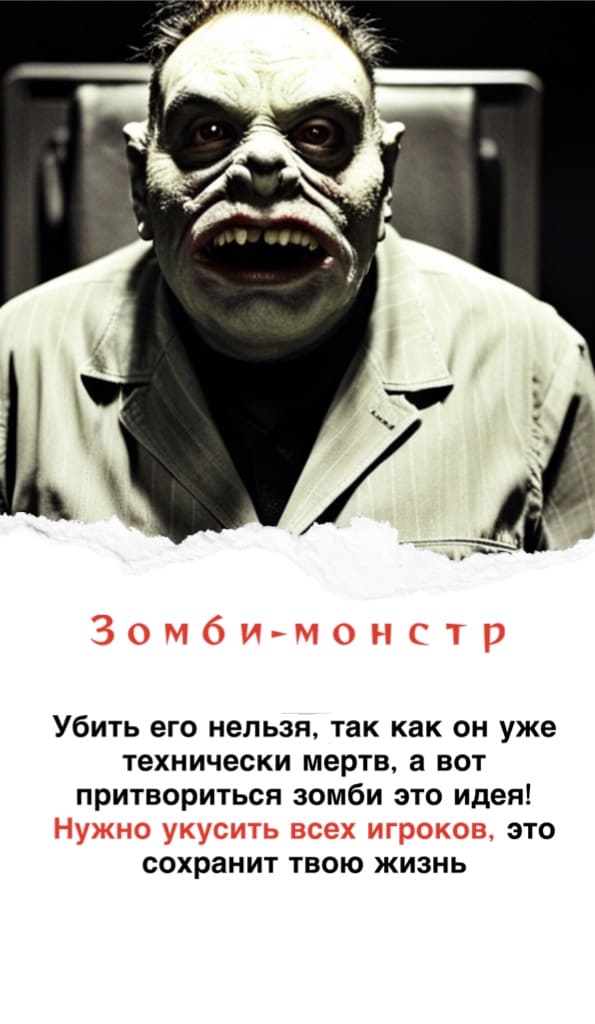 Зомби-монстр
Убить его нельзя, так как он уже
технически мертв, а вот
притвориться зомби это идея!
Нужно укусить всех игроков, это
сохранит твою жизнь